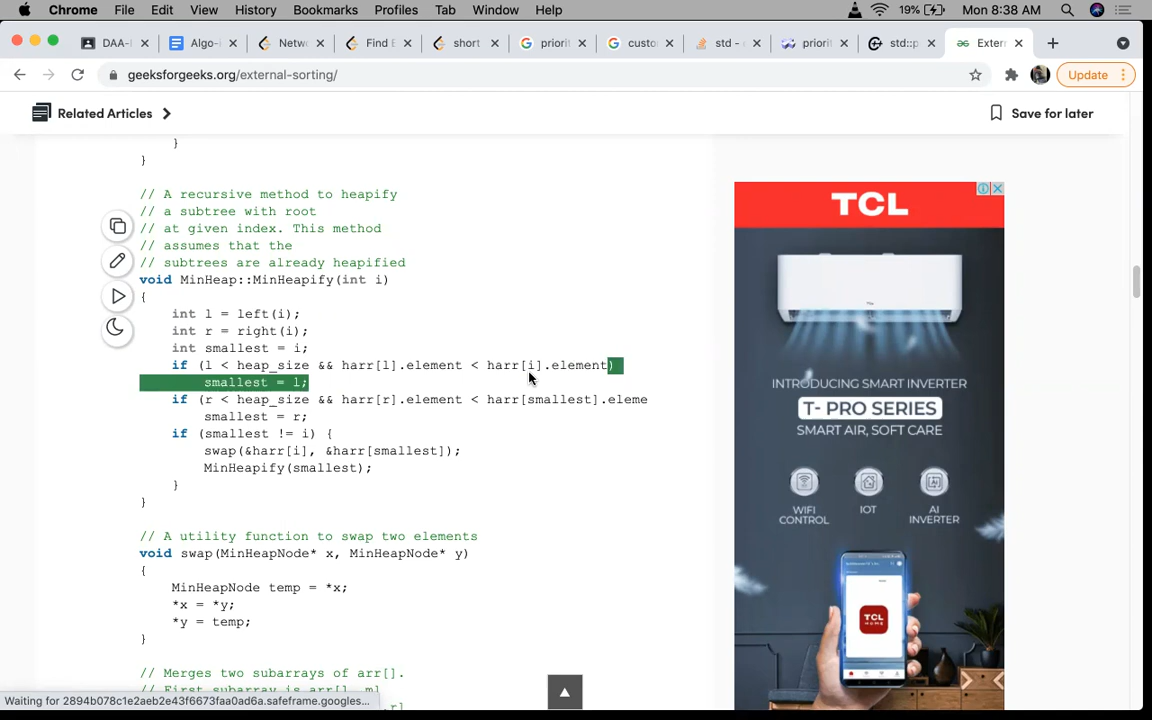 Chrome File Edit View History Bookmarks Profiles Tab Window Help 19% Mon 8:38 AM
DAA-I Algo-i Netwo Find E short priorit custo std - priorit std::p Exter
geeksforgeeks.org/external-sorting/ Update
Related Articles Save for later
}
}
// A recursive method to heapify
// a subtree with root
// at given index. This method
// assumes that the
// subtrees are already heapified
void MinHeap::MinHeapify(int i)
{
int l = left(i);
int r = right(i);
int smallest = i;
if (l < heap_size && harr[l].element < harr[i].element)
smallest = l;
if (r < heap_size && harr[r].element < harr[smallest].eleme
smallest = r;
if (smallest != i) {
swap(&harr[i], &harr[smallest]);
MinHeapify(smallest);
}
}
// A utility function to swap two elements
void swap(MinHeapNode* x, MinHeapNode* y)
{
MinHeapNode temp = *x;
*x = *y;
*y = temp;
}
// Merges two subarrays of arr[].
TCL
INTRODUCING SMART INVERTER
T- PRO SERIES
SMART AIR, SOFT CARE
WIFI CONTROL
IOT
AI INVERTER
TCL
HOME
Waiting for 2894b078c1e2aeb2e43f6673faa0ad6a.safeframe.googles...